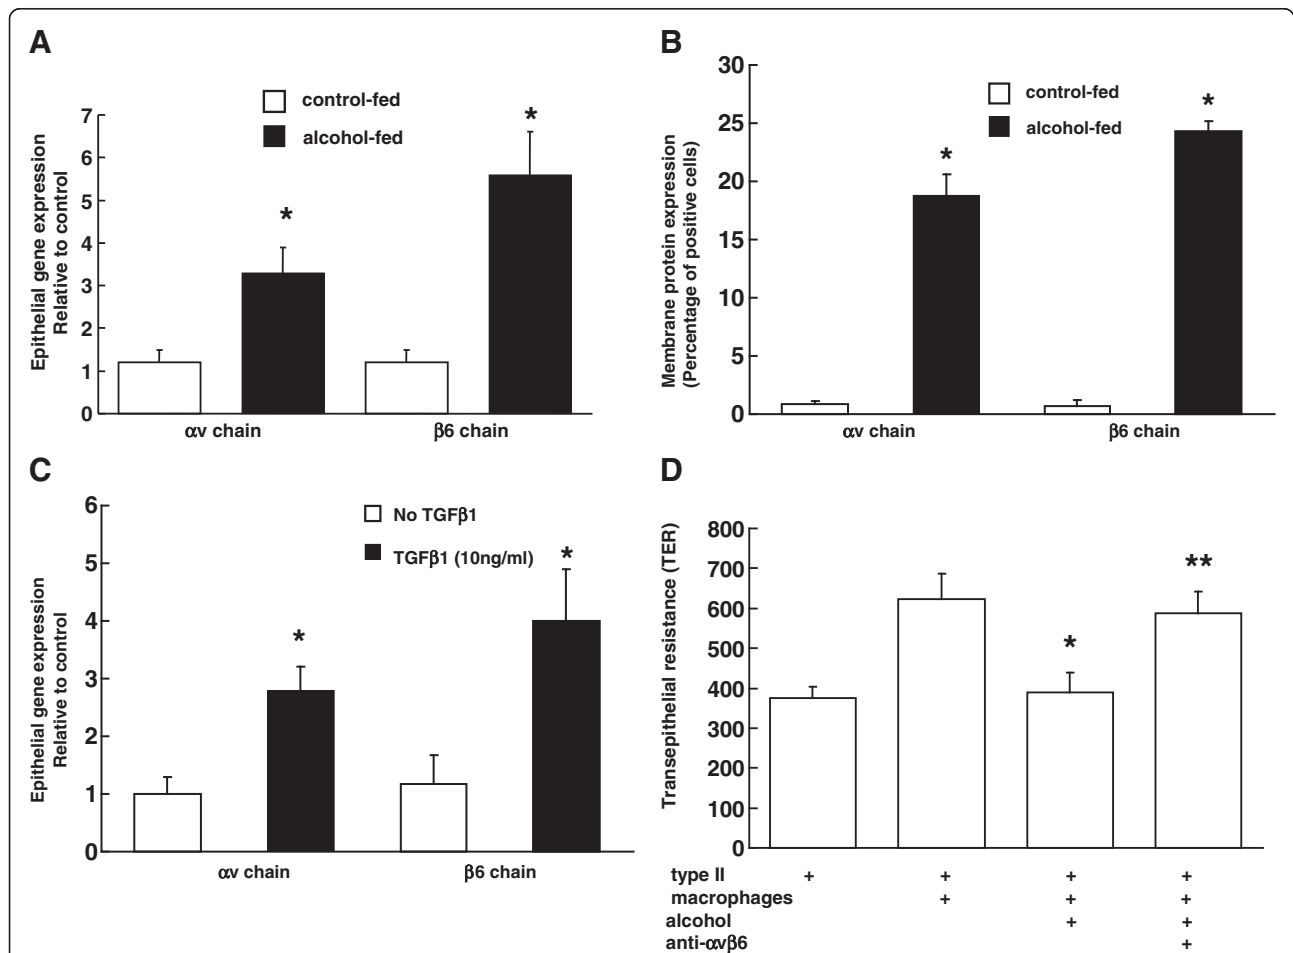 A
control-fed
alcohol-fed
Epithelial gene expression
Relative to control
7
6
5
4
3
2
1
0
*
*
αv chain
β6 chain
B
control-fed
alcohol-fed
Membrane protein expression
(Percentage of positive cells)
30
25
20
15
10
5
0
*
*
αv chain
β6 chain
C
No TGFβ1
TGFβ1 (10ng/ml)
Epithelial gene expression
Relative to control
6
5
4
3
2
1
0
*
*
αv chain
β6 chain
D
Transepithelial resistance (TER)
800
700
600
500
400
300
200
100
0
*
**
type II + + + +
macrophages + + +
alcohol + +
anti-αvβ6 +